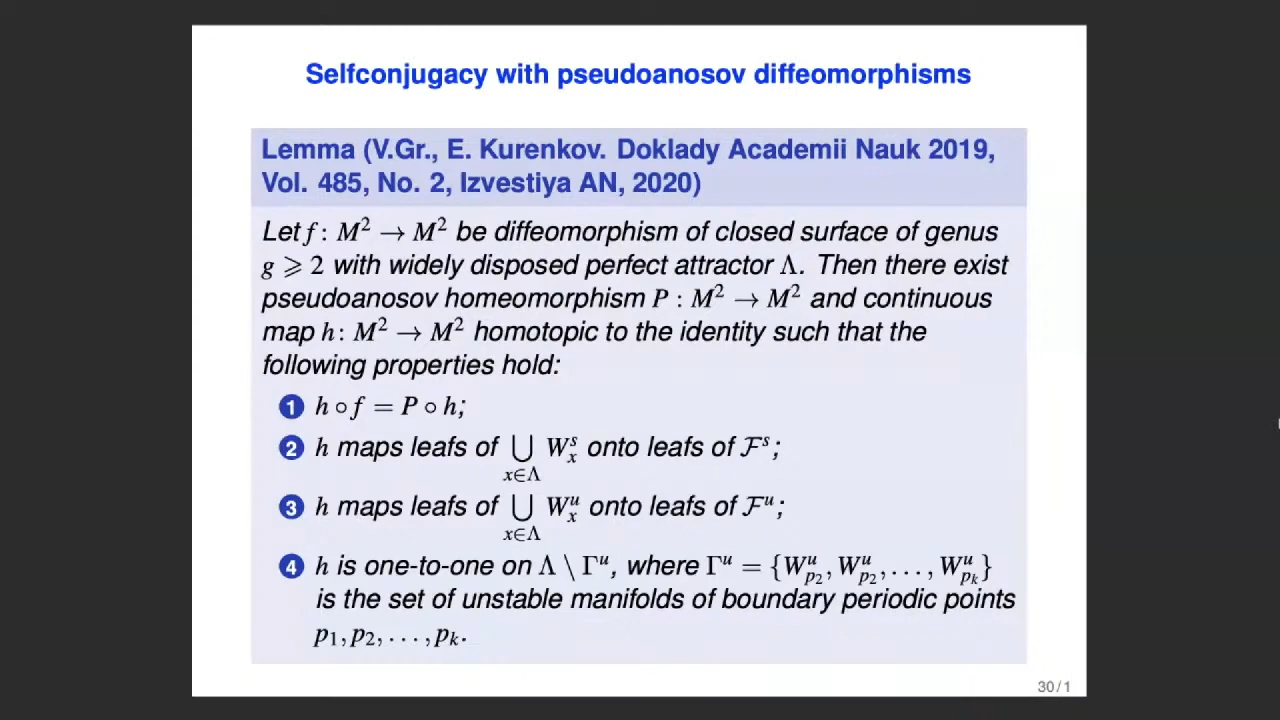 Selfconjugacy with pseudoanosov diffeomorphisms
Lemma (V.Gr., E. Kurenkov. Doklady Academii Nauk 2019,
Vol. 485, No. 2, Izvestiya AN, 2020)
Let f : M² → M² be diffeomorphism of closed surface of genus
g ⩾ 2 with widely disposed perfect attractor Λ. Then there exist
pseudoanosov homeomorphism P : M² → M² and continuous
map h : M² → M² homotopic to the identity such that the
following properties hold:
1 h ∘ f = P ∘ h;
2 h maps leafs of ⋃_{x∈Λ} W^s_x onto leafs of 𝓕^s;
3 h maps leafs of ⋃_{x∈Λ} W^u_x onto leafs of 𝓕^u;
4 h is one-to-one on Λ \ Γ^u, where Γ^u = {W^u_{p_2}, W^u_{p_2}, . . . , W^u_{p_k}}
is the set of unstable manifolds of boundary periodic points
p_1, p_2, . . . , p_k.
30 / 1